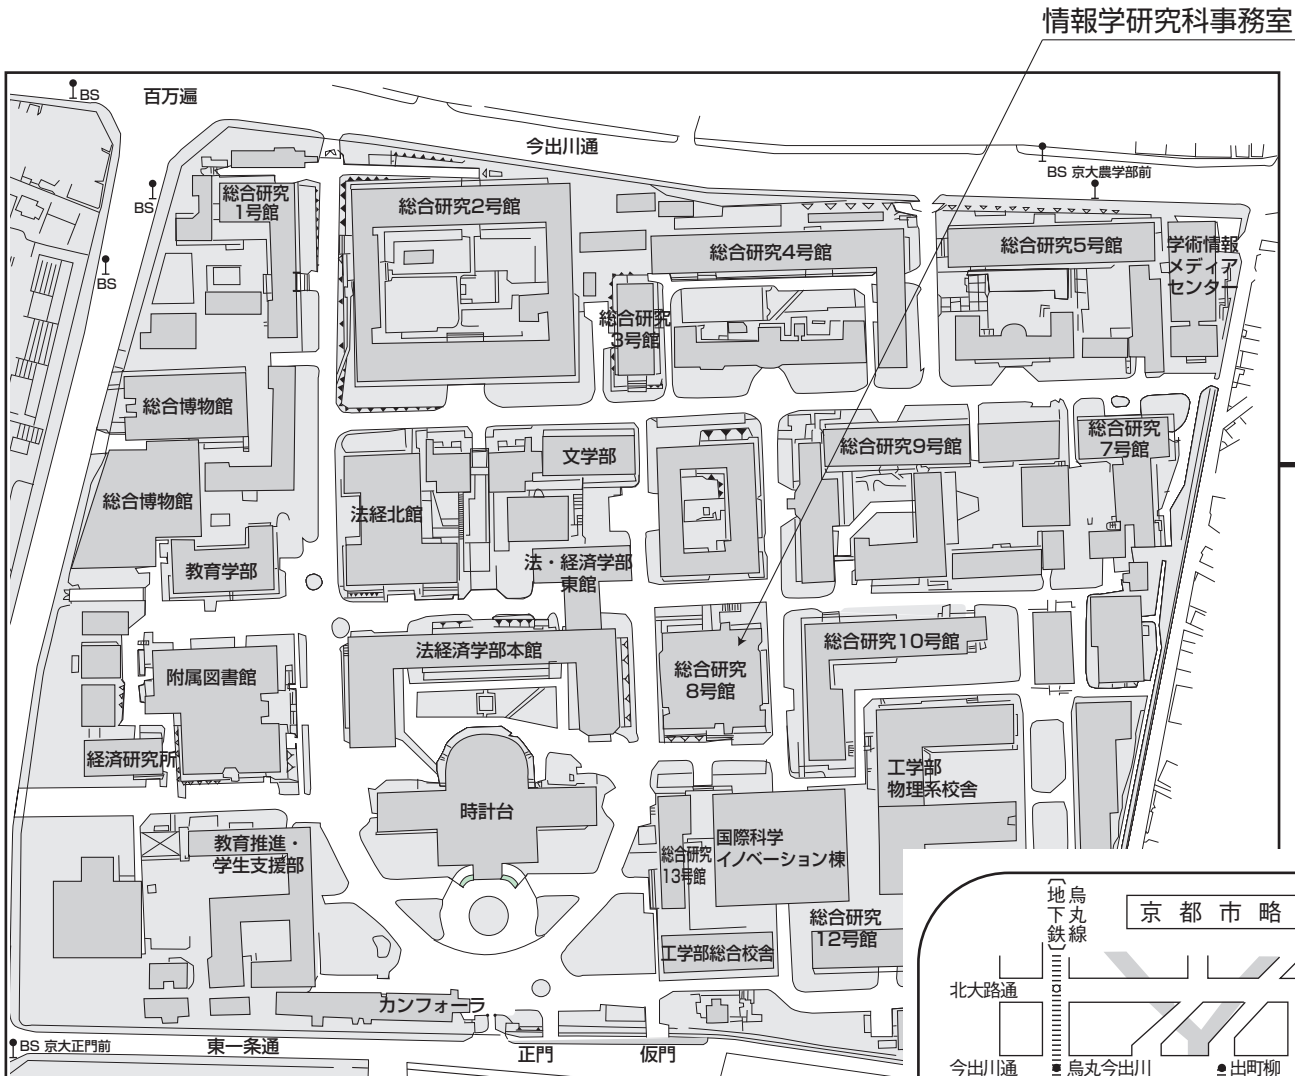 情報学研究科事務室
BS
百万遍
今出川通
BS 京大農学部前
BS
BS
総合研究
1号館
総合研究2号館
総合研究4号館
総合研究5号館
学術情報
メディア
センター
総合研究
3号館
総合博物館
文学部
総合研究9号館
総合研究
7号館
総合博物館
法経北館
教育学部
法・経済学部
東館
法経済学部本館
総合研究
8号館
総合研究10号館
附属図書館
経済研究所
工学部
物理系校舎
時計台
教育推進・
学生支援部
総合研究
13号館
国際科学
イノベーション棟
総合研究
12号館
工学部総合校舎
カンフォーラ
BS 京大正門前
東一条通
正門
仮門
京都市略
烏丸線
地下鉄
北大路通
今出川通
烏丸今出川
出町柳